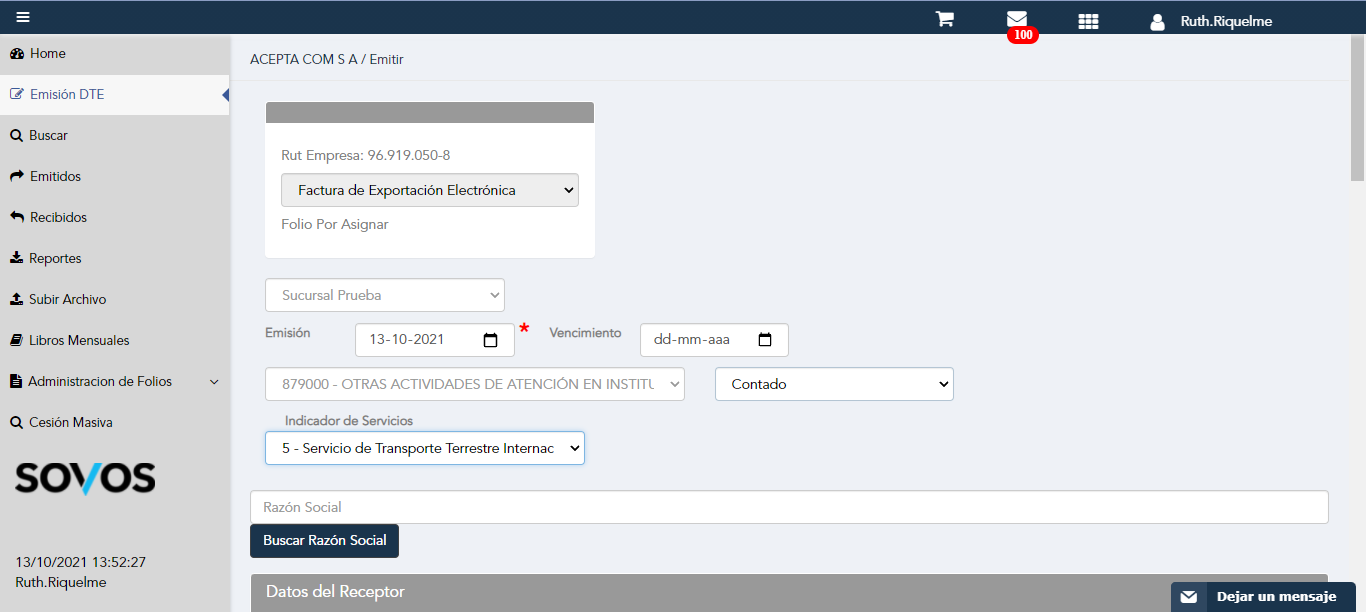 100
Ruth.Riquelme
Home
Emisión DTE
Buscar
Emitidos
Recibidos
Reportes
Subir Archivo
Libros Mensuales
Administracion de Folios
Cesión Masiva
SOVOS
13/10/2021 13:52:27
Ruth.Riquelme
ACEPTA COM S A / Emitir
Rut Empresa: 96.919.050-8
Factura de Exportación Electrónica
Folio Por Asignar
Sucursal Prueba
Emisión 13-10-2021 * Vencimiento dd-mm-aaa
879000 - OTRAS ACTIVIDADES DE ATENCIÓN EN INSTITU Contado
Indicador de Servicios
5 - Servicio de Transporte Terrestre Internac
Razón Social
Buscar Razón Social
Datos del Receptor
Dejar un mensaje